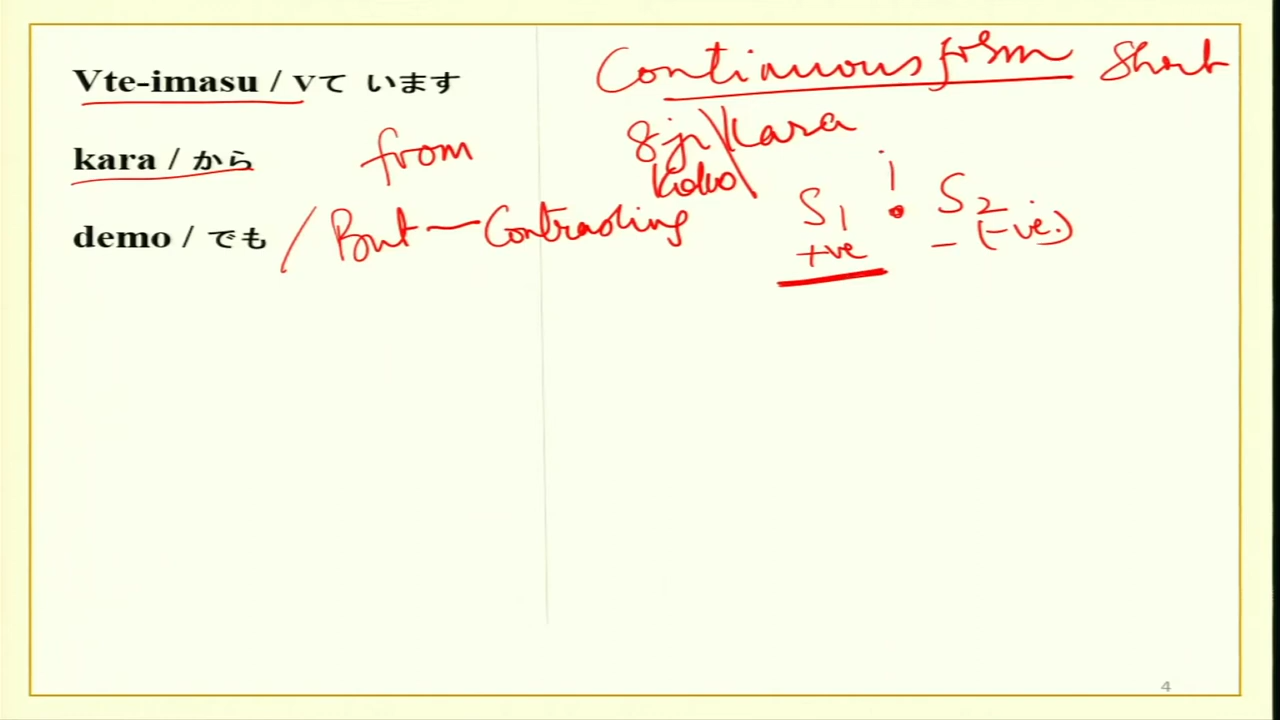 Vte-imasu / Vて います
Continuous form Short
kara / から
from
8ji kara
koko
demo / でも
/ But - Contrasting
S1 . S2
+ve - (-ve.)
4